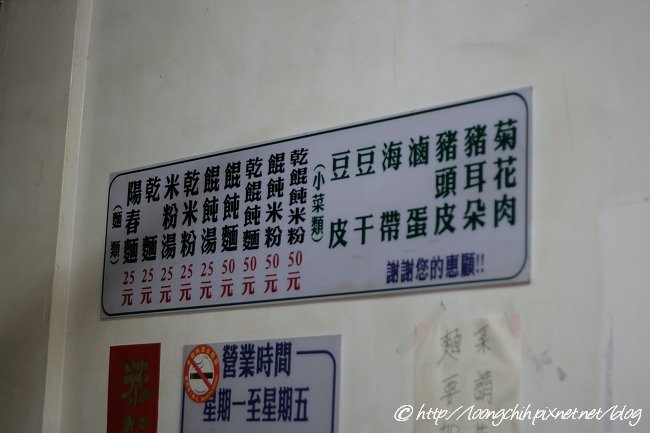 (麵類)
陽春麵 25元
乾麵 25元
米粉湯 25元
乾米粉 25元
餛飩湯 25元
餛飩麵 50元
乾餛飩麵 50元
餛飩米粉 50元
乾餛飩米粉 50元
(小菜類)
豆皮
豆干
海帶
滷蛋
豬頭皮
豬耳朵
菊花肉
謝謝您的惠顧!!
恭
營業時間
星期一至星期五
菜請
麵要
© http://loongchih.pixnet.net/blog